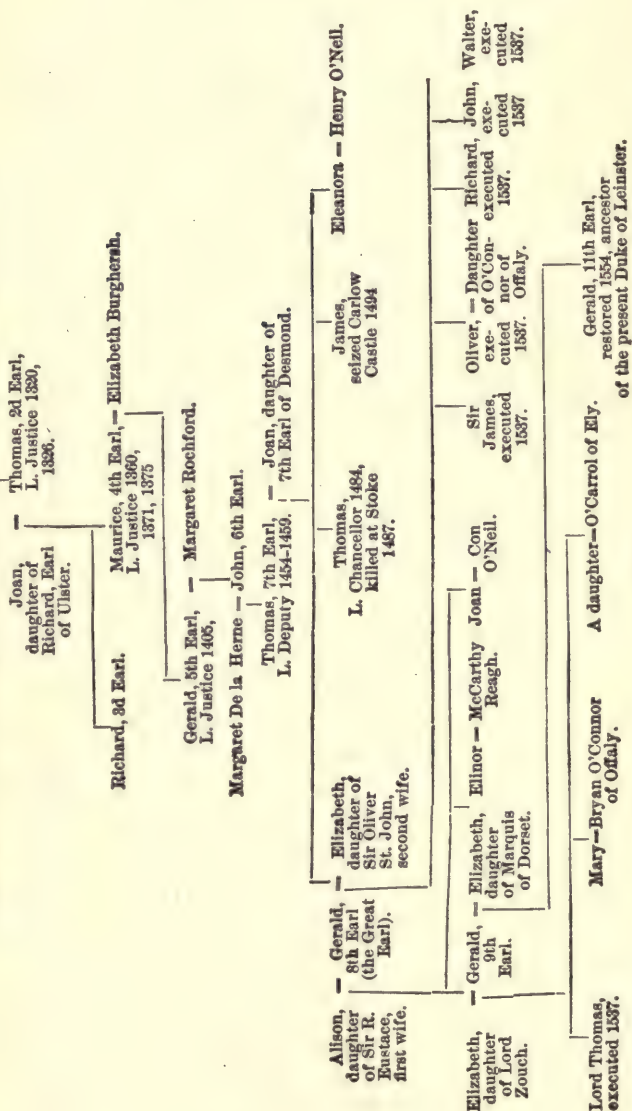 Joan,
daughter of
Richard, Earl
of Ulster.
—
Thomas, 2d Earl,
L. Justice 1320,
1326.
Richard, 3d Earl.
Maurice, 4th Earl, — Elizabeth Burghersh.
L. Justice 1360,
1371, 1375
Gerald, 5th Earl, — Margaret Rochford.
L. Justice 1405,
Margaret De la Herne — John, 6th Earl.
Thomas, 7th Earl, — Joan, daughter of
L. Deputy 1454-1459. 7th Earl of Desmond.
Alison,
daughter
of Sir R.
Eustace,
first wife.
— Gerald,
8th Earl
(the Great
Earl).
— Elizabeth,
daughter of
Sir Oliver
St. John,
second wife.
Thomas,
L. Chancellor 1484,
killed at Stoke
1487.
James,
seized Carlow
Castle 1494
Eleanora — Henry O'Neil.
Elizabeth,
daughter
of Lord
Zouch.
— Gerald,
9th
Earl.
— Elizabeth,
daughter
of Marquis
of Dorset.
Elinor — McCarthy
Reagh.
Joan — Con
O'Neil.
Sir
James,
executed
1537.
Oliver,
exe-
cuted
1537.
— Daughter
of O'Con-
nor of
Offaly.
Richard,
executed
1537.
John,
exe-
cuted
1537
Walter,
exe-
cuted
1537.
Lord Thomas,
executed 1537.
Mary — Bryan O'Connor
of Offaly.
A daughter — O'Carrol of Ely.
Gerald, 11th Earl,
restored 1554, ancestor
of the present Duke of Leinster.